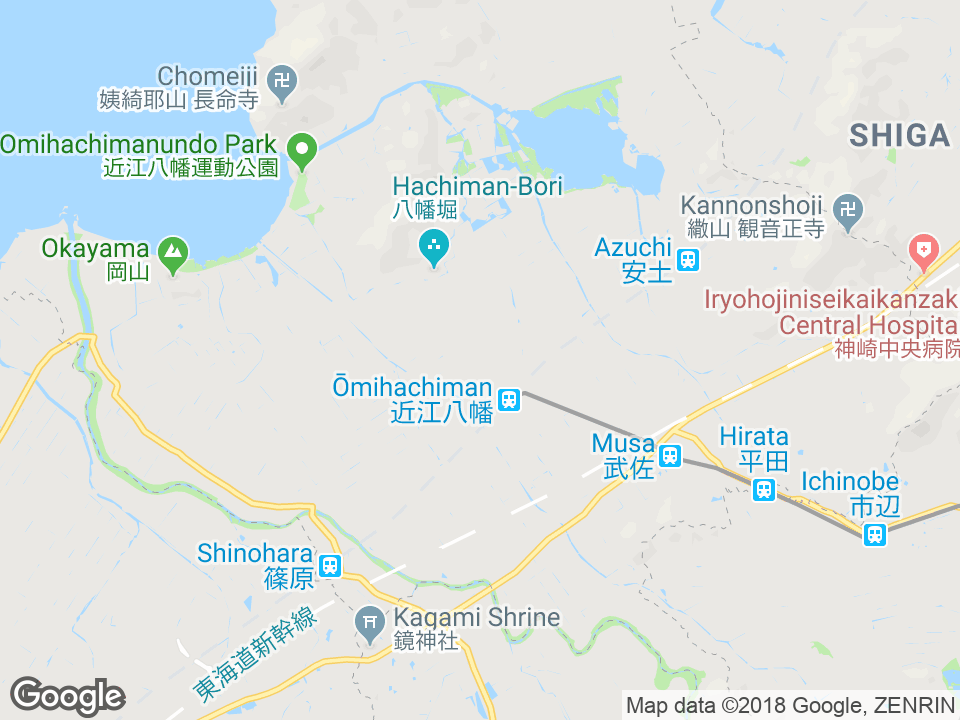 Chomeiji
姨綺耶山 長命寺
Omihachimanundo Park
近江八幡運動公園
SHIGA
Hachiman-Bori
八幡堀
Kannonshoji
繖山 観音正寺
Okayama
岡山
Azuchi
安土
Iryohojiniseikaikanzak
Central Hospita
神崎中央病院
Ōmihachiman
近江八幡
Musa
武佐
Hirata
平田
Ichinobe
市辺
Shinohara
篠原
Kagami Shrine
鏡神社
東海道新幹線
Google
Map data ©2018 Google, ZENRIN